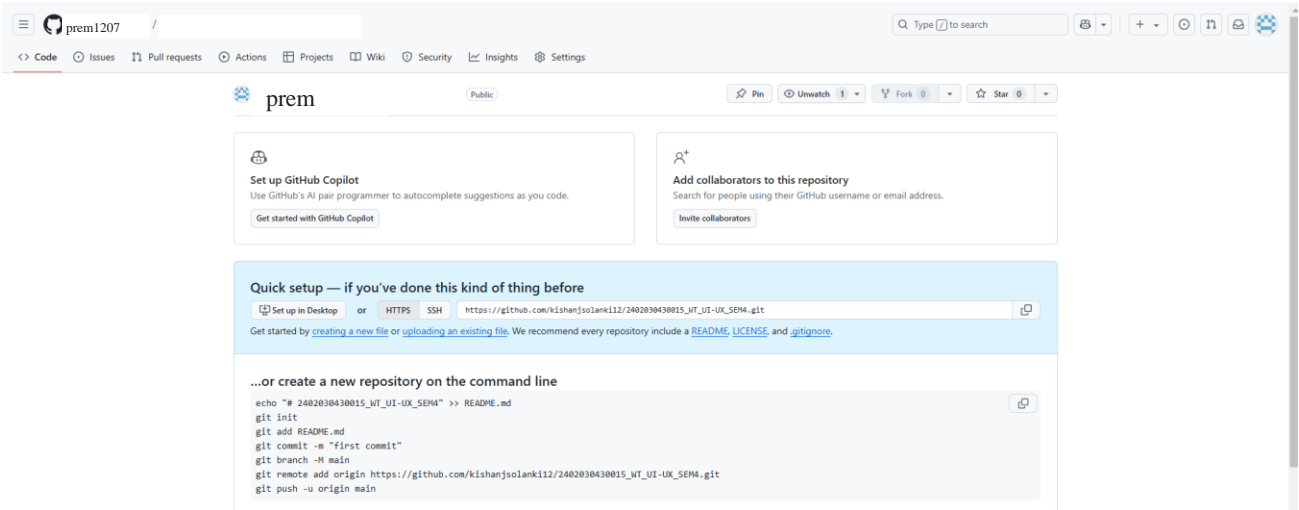 prem1207 /
Type / to search
Code Issues Pull requests Actions Projects Wiki Security Insights Settings
prem Public Pin Unwatch 1 Fork 0 Star 0
Set up GitHub Copilot
Use GitHub's AI pair programmer to autocomplete suggestions as you code.
Get started with GitHub Copilot
Add collaborators to this repository
Search for people using their GitHub username or email address.
Invite collaborators
Quick setup — if you've done this kind of thing before
Set up in Desktop or HTTPS SSH https://github.com/kishanjsolanki12/2402030430015_WT_UI-UX_SEM4.git
Get started by creating a new file or uploading an existing file. We recommend every repository include a README, LICENSE, and .gitignore.
...or create a new repository on the command line
echo "# 2402030430015_WT_UI-UX_SEM4" >> README.md
git init
git add README.md
git commit -m "first commit"
git branch -M main
git remote add origin https://github.com/kishanjsolanki12/2402030430015_WT_UI-UX_SEM4.git
git push -u origin main